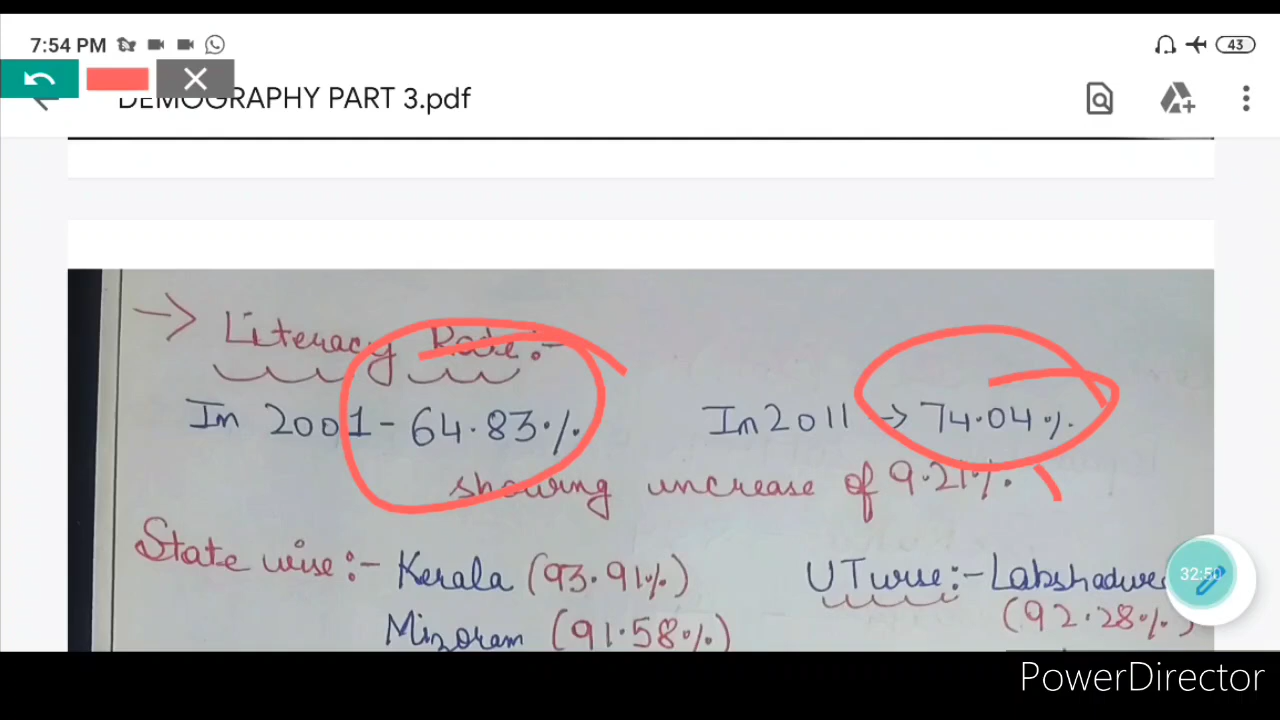 7:54 PM
43
DEMOGRAPHY PART 3.pdf
→ Literacy Rate:-
In 2001 - 64.83%. In 2011 → 74.04%.
showing increase of 9.21%.
State wise:- Kerala (93.91%) UT wise:- Lakshadwe
Mizoram (91.58%) (92.28%)
32:50
PowerDirector